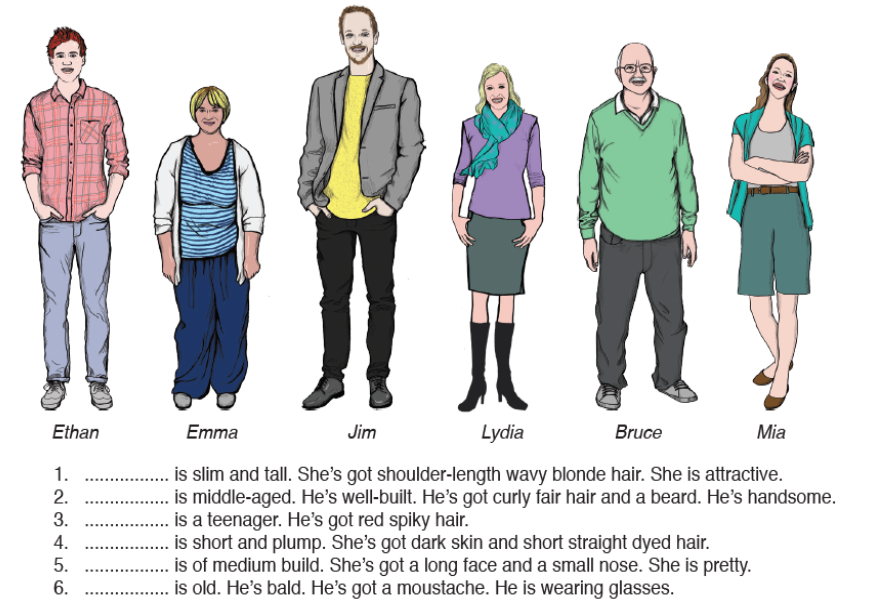 Ethan Emma Jim Lydia Bruce Mia
1. ................. is slim and tall. She's got shoulder-length wavy blonde hair. She is attractive.
2. ................. is middle-aged. He's well-built. He's got curly fair hair and a beard. He's handsome.
3. ................. is a teenager. He's got red spiky hair.
4. ................. is short and plump. She's got dark skin and short straight dyed hair.
5. ................. is of medium build. She's got a long face and a small nose. She is pretty.
6. ................. is old. He's bald. He's got a moustache. He is wearing glasses.